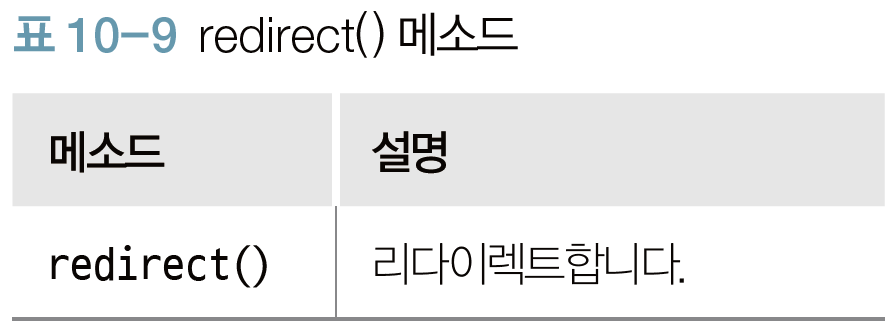 표 10-9 redirect() 메소드
메소드 설명
redirect() 리다이렉트합니다.